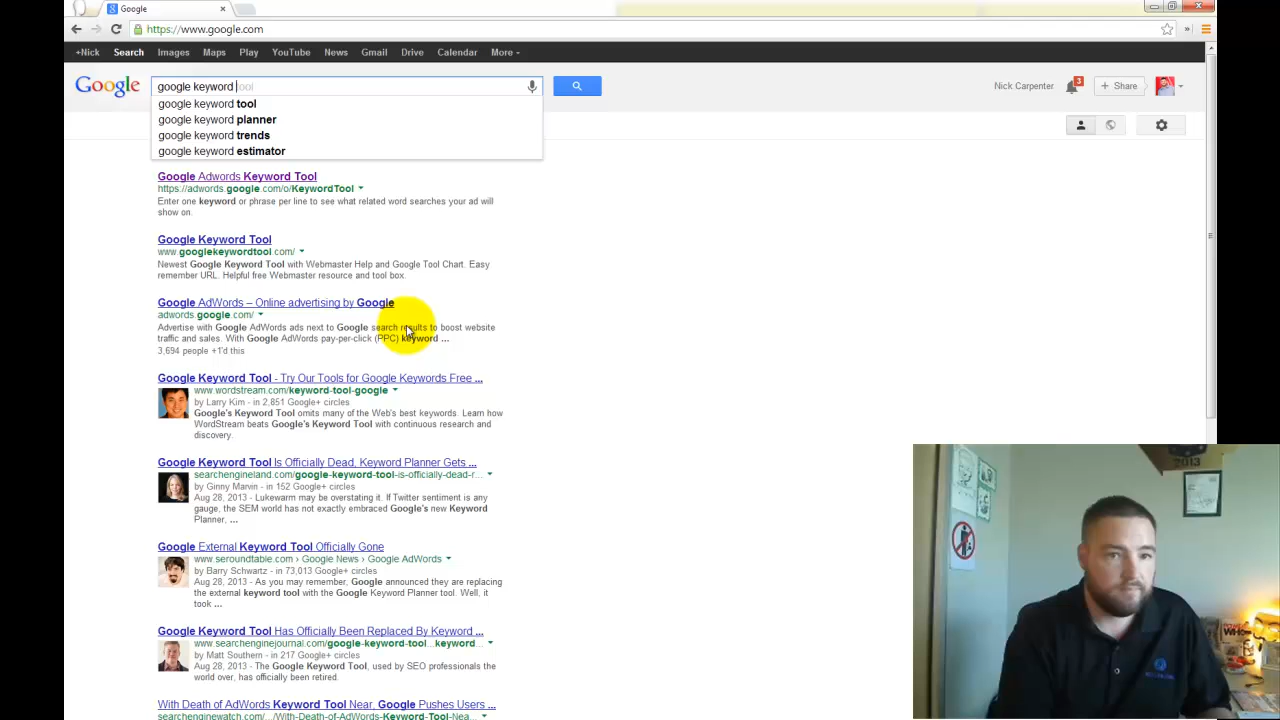 Google
https://www.google.com
+Nick Search Images Maps Play YouTube News Gmail Drive Calendar More
Google google keyword tool Nick Carpenter 3 + Share
google keyword tool
google keyword planner
google keyword trends
google keyword estimator
Google Adwords Keyword Tool
https://adwords.google.com/o/KeywordTool
Enter one keyword or phrase per line to see what related word searches your ad will
show on.
Google Keyword Tool
www.googlekeywordtool.com/
Newest Google Keyword Tool with Webmaster Help and Google Tool Chart. Easy
remember URL. Helpful free Webmaster resource and tool box.
Google AdWords – Online advertising by Google
adwords.google.com/
Advertise with Google AdWords ads next to Google search results to boost website
traffic and sales. With Google AdWords pay-per-click (PPC) keyword ...
3,694 people +1'd this
Google Keyword Tool - Try Our Tools for Google Keywords Free ...
www.wordstream.com/keyword-tool-google
by Larry Kim - in 2,851 Google+ circles
Google's Keyword Tool omits many of the Web's best keywords. Learn how
WordStream beats Google's Keyword Tool with continuous research and
discovery.
Google Keyword Tool Is Officially Dead, Keyword Planner Gets ...
searchengineland.com/google-keyword-tool-is-officially-dead-r...
by Ginny Marvin - in 152 Google+ circles
Aug 28, 2013 - Lukewarm may be overstating it. If Twitter sentiment is any
gauge, the SEM world has not exactly embraced Google's new Keyword
Planner, ...
Google External Keyword Tool Officially Gone
www.seroundtable.com › Google News › Google AdWords
by Barry Schwartz - in 73,013 Google+ circles
Aug 28, 2013 - As you may remember, Google announced they are replacing
the external keyword tool with the Google Keyword Planner tool. Well, it
took ...
Google Keyword Tool Has Officially Been Replaced By Keyword ...
www.searchenginejournal.com/google-keyword-tool...keyword...
by Matt Southern - in 217 Google+ circles
Aug 28, 2013 - The Google Keyword Tool, used by SEO professionals the
world over, has officially been retired.
With Death of AdWords Keyword Tool Near, Google Pushes Users ...
searchenginewatch.com/.../With-Death-of-AdWords-Keyword-Tool-Nea...
2013